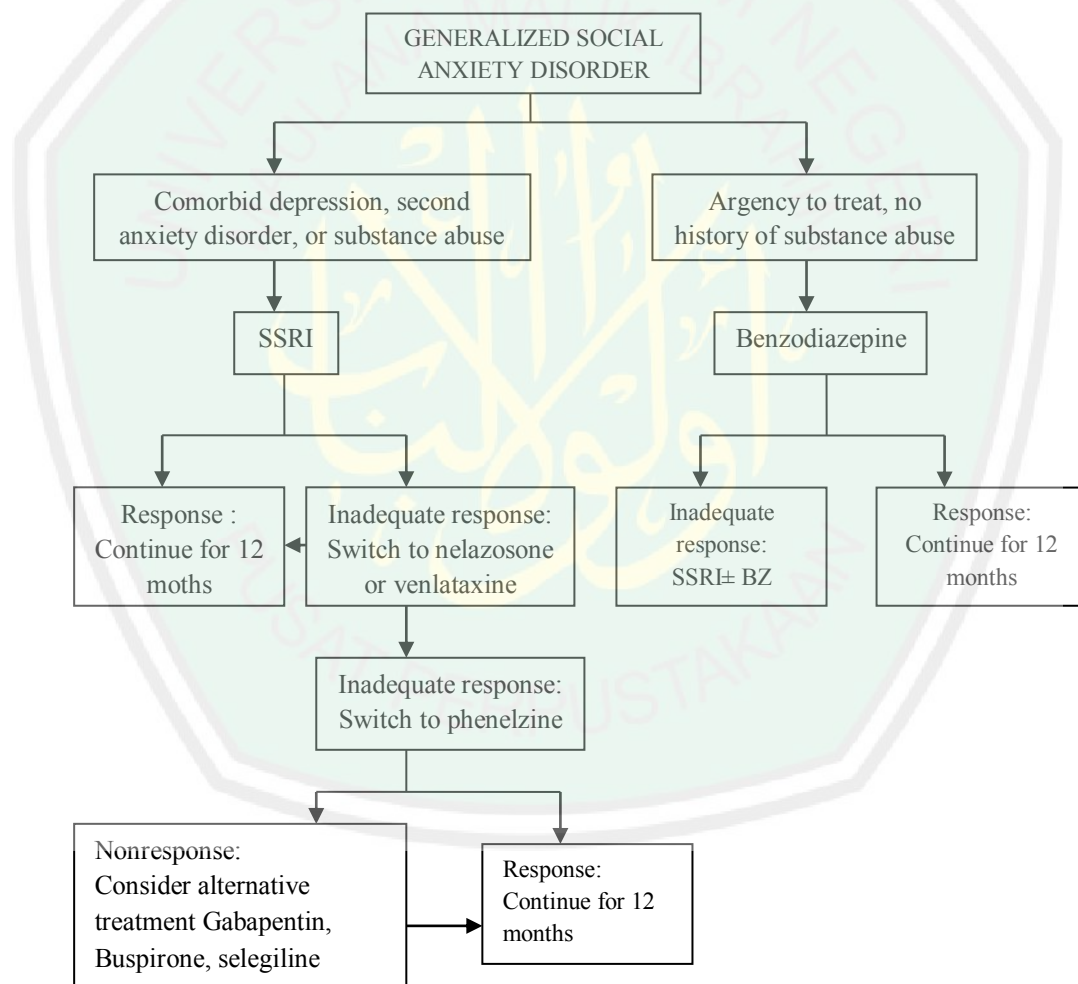 GENERALIZED SOCIAL
ANXIETY DISORDER
Comorbid depression, second
anxiety disorder, or substance abuse
Argency to treat, no
history of substance abuse
SSRI
Benzodiazepine
Response :
Continue for 12
moths
Inadequate response:
Switch to nelazosone
or venlataxine
Inadequate
response:
SSRI± BZ
Response:
Continue for 12
months
Inadequate response:
Switch to phenelzine
Nonresponse:
Consider alternative
treatment Gabapentin,
Buspirone, selegiline
Response:
Continue for 12
months
PUSAT PERPUSTAKAAN